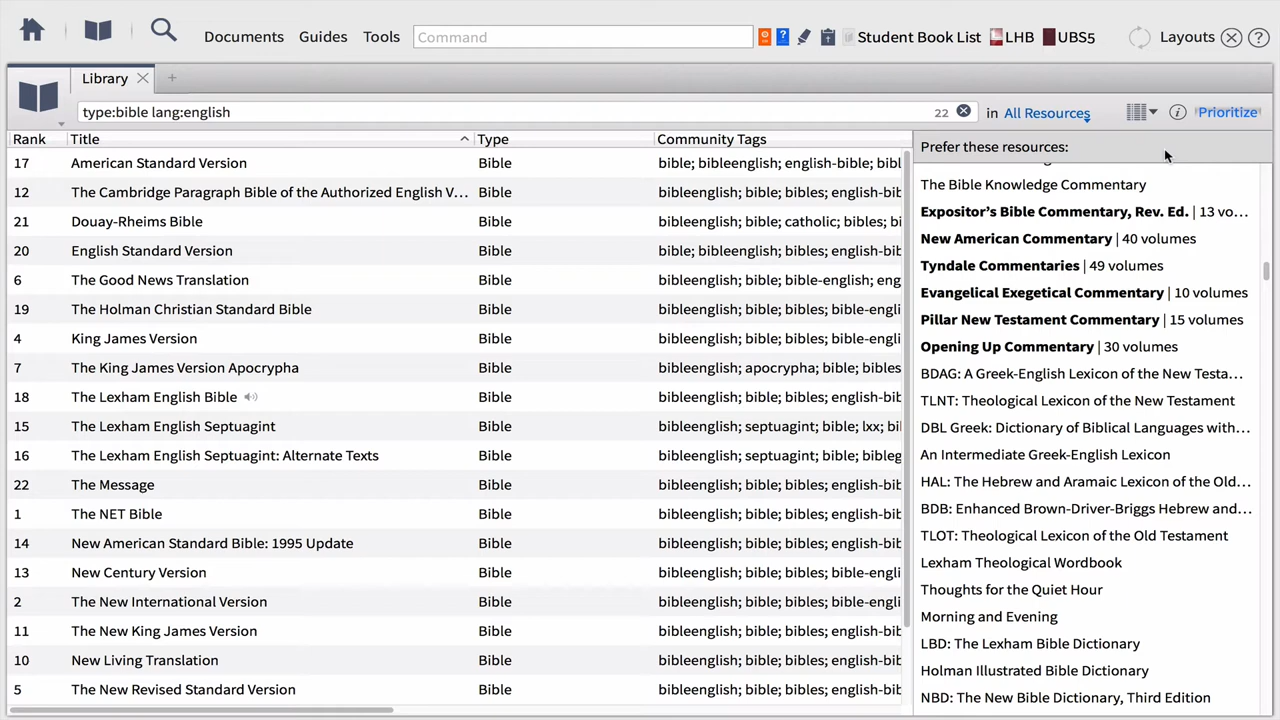 Documents Guides Tools Command Student Book List LHB UBS5 Layouts
Library
type:bible lang:english 22 in All Resources Prioritize
Rank Title Type Community Tags
17 American Standard Version Bible bible; bibleenglish; english-bible; bibl
12 The Cambridge Paragraph Bible of the Authorized English V... Bible bibleenglish; bible; bibles; english-bib
21 Douay-Rheims Bible Bible bibleenglish; bible; catholic; bibles; bi
20 English Standard Version Bible bible; bibleenglish; bibles; english-bib
6 The Good News Translation Bible bibleenglish; bible; bible-english; eng
19 The Holman Christian Standard Bible Bible bibleenglish; bible; bibles; bible-engli
4 King James Version Bible bibleenglish; bible; bibles; bible-engli
7 The King James Version Apocrypha Bible bibleenglish; apocrypha; bible; bibles
18 The Lexham English Bible Bible bibleenglish; bible; bibles; english-bib
15 The Lexham English Septuagint Bible bibleenglish; septuagint; bible; lxx; bi
16 The Lexham English Septuagint: Alternate Texts Bible bibleenglish; septuagint; bible; bibleg
22 The Message Bible bibleenglish; bible; bibles; english-bib
1 The NET Bible Bible bibleenglish; bible; bibles; english-bib
14 New American Standard Bible: 1995 Update Bible bibleenglish; bible; bibles; english-bib
13 New Century Version Bible bibleenglish; bible; bibles; bible-engli
2 The New International Version Bible bibleenglish; bible; bibles; bible-engli
11 The New King James Version Bible bibleenglish; bible; bibles; english-bib
10 New Living Translation Bible bibleenglish; bible; bibles; english-bib
5 The New Revised Standard Version Bible bibleenglish; bible; bibles; english-bib
Prefer these resources:
The Bible Knowledge Commentary
Expositor's Bible Commentary, Rev. Ed. | 13 vo...
New American Commentary | 40 volumes
Tyndale Commentaries | 49 volumes
Evangelical Exegetical Commentary | 10 volumes
Pillar New Testament Commentary | 15 volumes
Opening Up Commentary | 30 volumes
BDAG: A Greek-English Lexicon of the New Testa...
TLNT: Theological Lexicon of the New Testament
DBL Greek: Dictionary of Biblical Languages with...
An Intermediate Greek-English Lexicon
HAL: The Hebrew and Aramaic Lexicon of the Old...
BDB: Enhanced Brown-Driver-Briggs Hebrew and...
TLOT: Theological Lexicon of the Old Testament
Lexham Theological Wordbook
Thoughts for the Quiet Hour
Morning and Evening
LBD: The Lexham Bible Dictionary
Holman Illustrated Bible Dictionary
NBD: The New Bible Dictionary, Third Edition